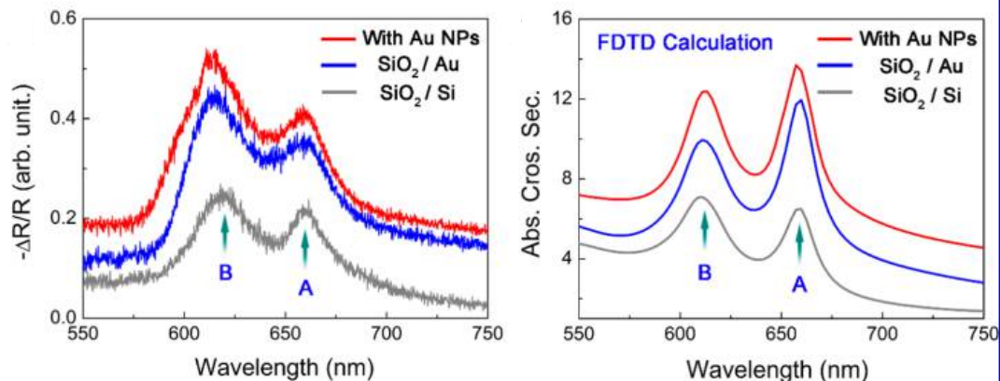 0.6
0.4
0.2
0.0
-ΔR/R (arb. unit.)
With Au NPs
SiO₂ / Au
SiO₂ / Si
B
A
550
600
650
700
750
Wavelength (nm)
16
12
8
4
Abs. Cros. Sec.
FDTD Calculation
With Au NPs
SiO₂ / Au
SiO₂ / Si
B
A
550
600
650
700
750
Wavelength (nm)